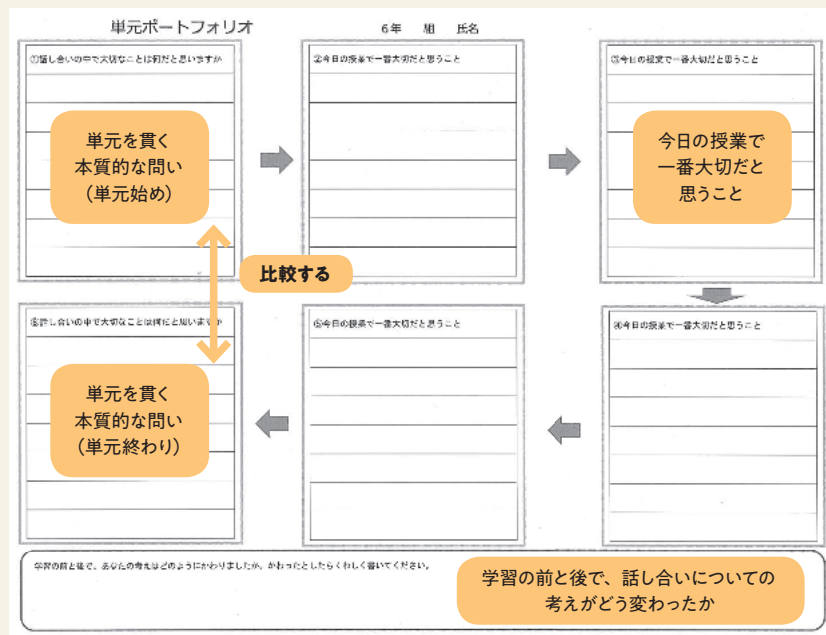 単元ポートフォリオ
6年 組 氏名
①話し合いの中で大切なことは何だと思いますか
単元を貫く
本質的な問い
(単元始め)
②今日の授業で一番大切だと思うこと
③今日の授業で一番大切だと思うこと
今日の授業で
一番大切だと
思うこと
比較する
④今日の授業で一番大切だと思うこと
⑤今日の授業で一番大切だと思うこと
⑥話し合いの中で大切なことは何だと思いますか
単元を貫く
本質的な問い
(単元終わり)
学習の前と後で、あなたの考えはどのようにかわりましたか、かわったとしたらくわしく書いてください。
学習の前と後で、話し合いについての
考えがどう変わったか